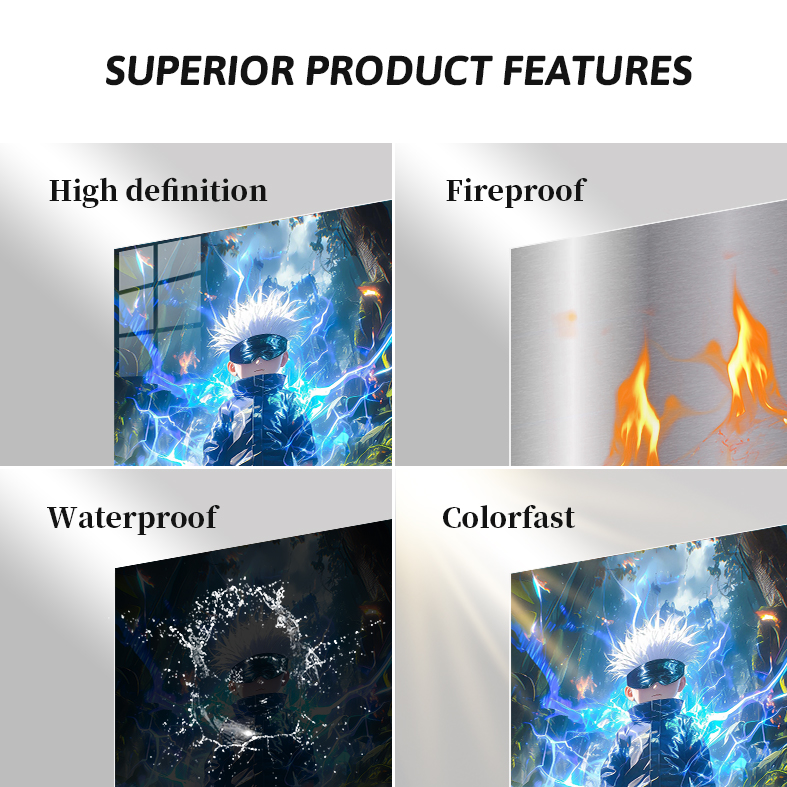 SUPERIOR PRODUCT FEATURES
High definition
Fireproof
Waterproof
Colorfast